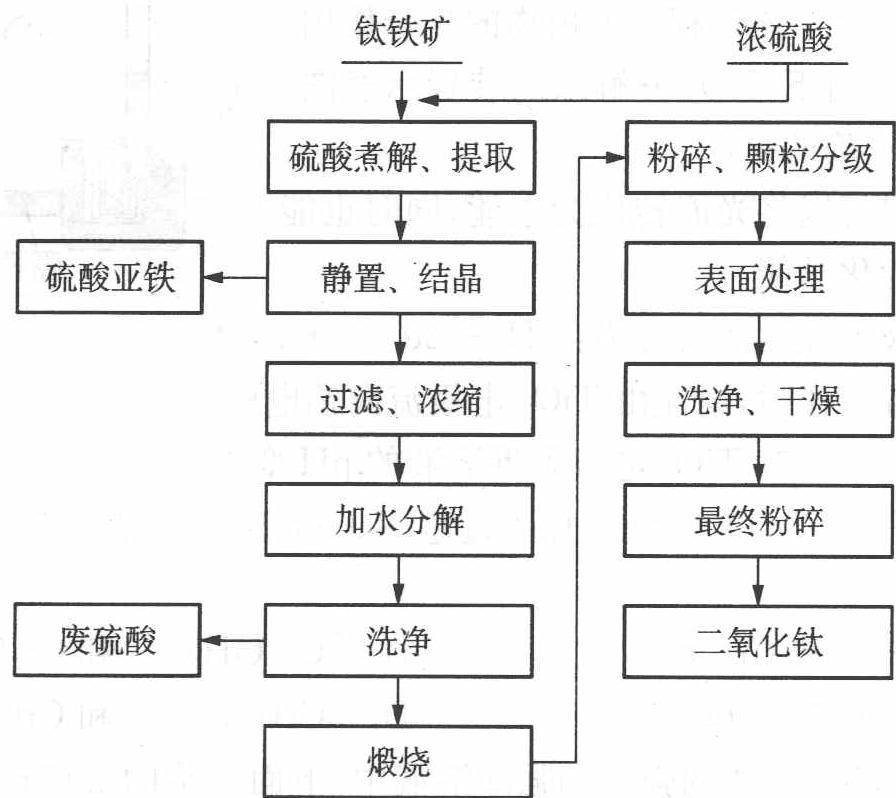 钛铁矿
浓硫酸
硫酸煮解、提取
粉碎、颗粒分级
硫酸亚铁
静置、结晶
表面处理
过滤、浓缩
洗净、干燥
加水分解
最终粉碎
废硫酸
洗净
二氧化钛
煅烧